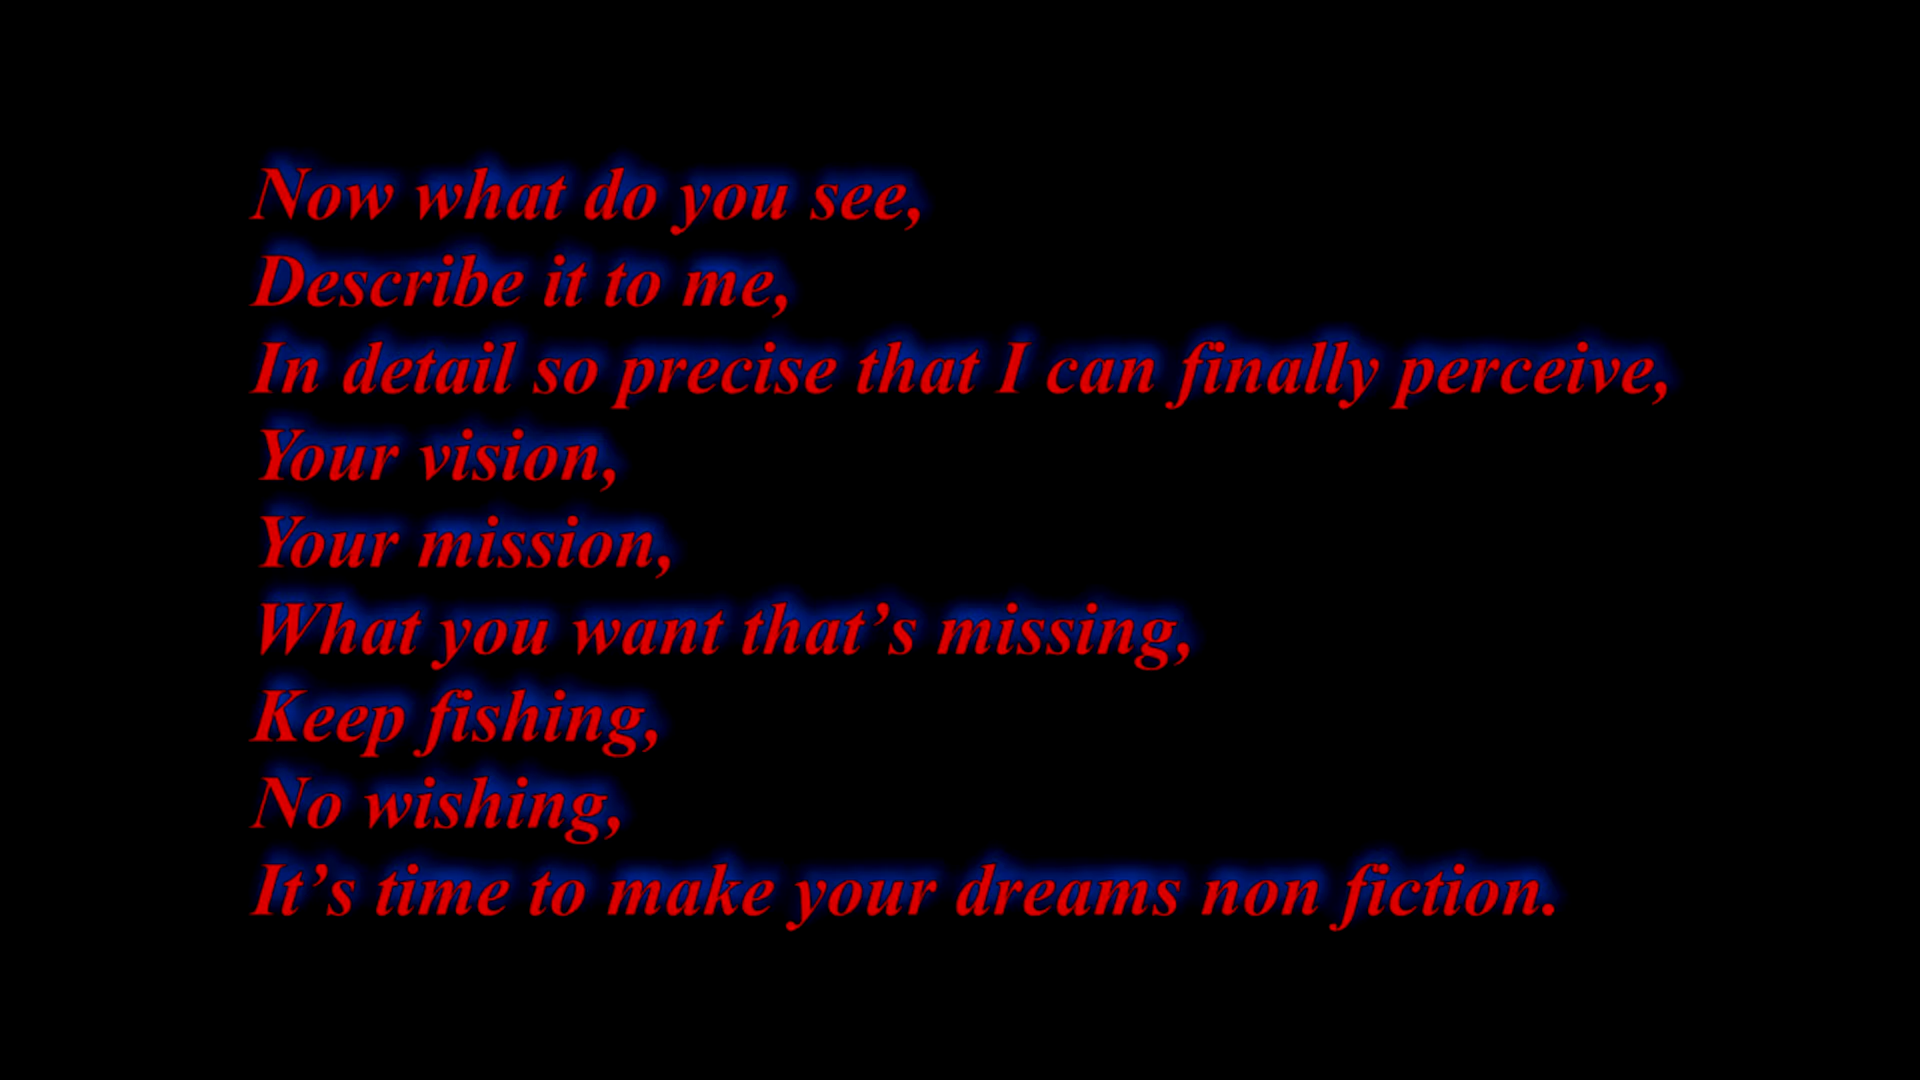 Now what do you see,
Describe it to me,
In detail so precise that I can finally perceive,
Your vision,
Your mission,
What you want that’s missing,
Keep fishing,
No wishing,
It’s time to make your dreams non fiction.